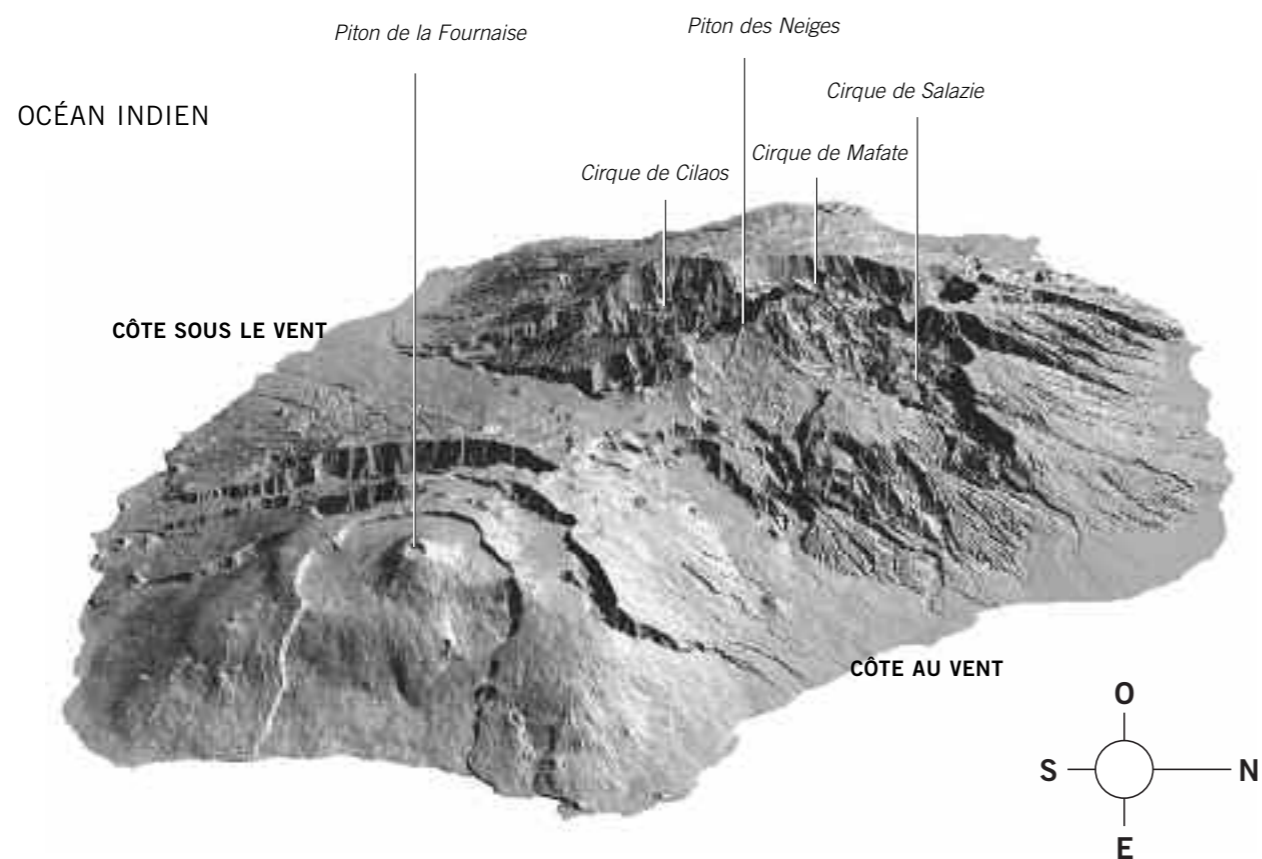 Piton des Neiges
Piton de la Fournaise
Cirque de Salazie
OCÉAN INDIEN
Cirque de Mafate
Cirque de Cilaos
CÔTE SOUS LE VENT
CÔTE AU VENT
O
S
N
E